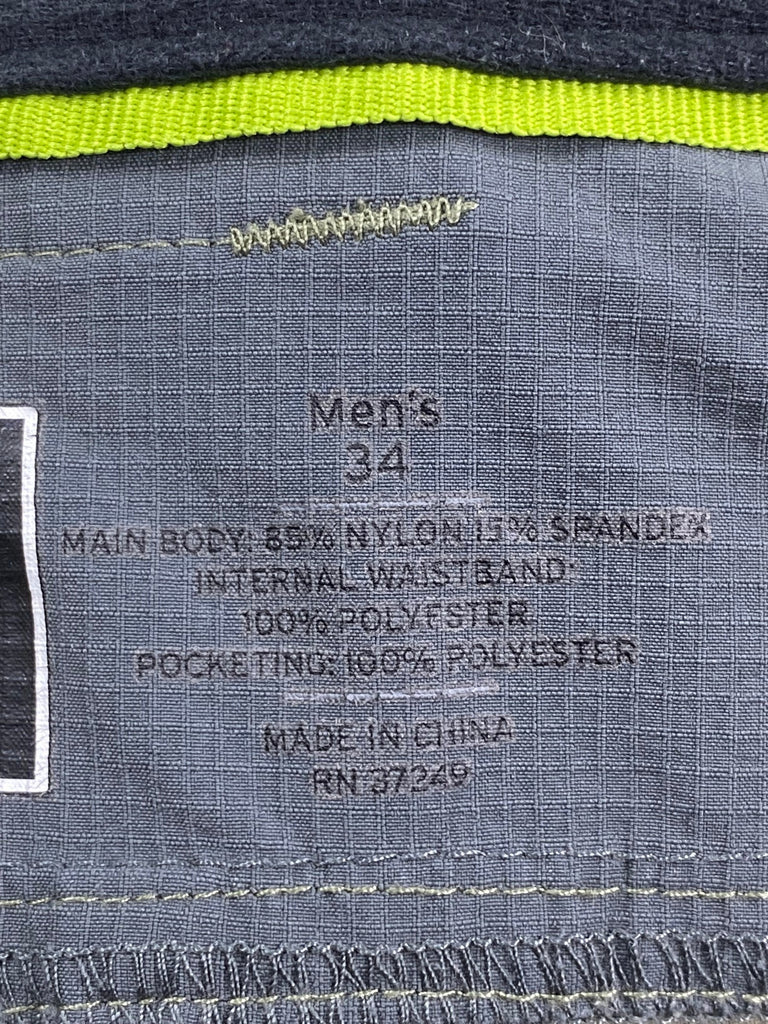 Men's
34
MAIN BODY: 85% NYLON 15% SPANDEX
INTERNAL WAISTBAND:
100% POLYESTER
POCKETING: 100% POLYESTER
MADE IN CHINA
RN 37249